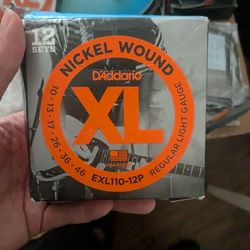 12
SETS
NICKEL WOUND
D'Addario
XL
10·13·17·26·36·46
REGULAR LIGHT GAUGE
EXL110-12P